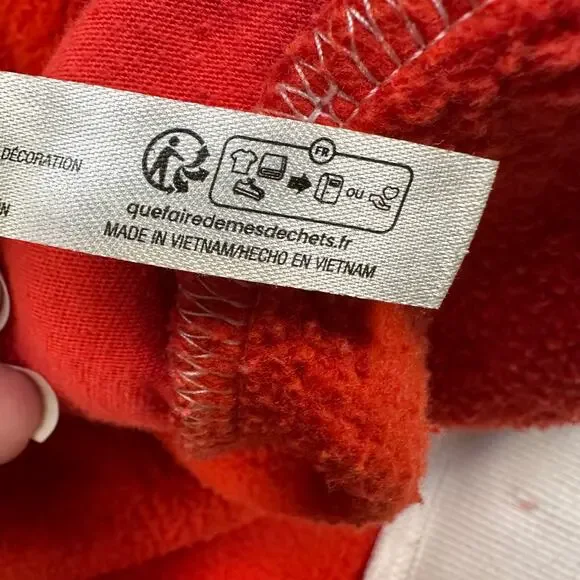 DÉCORATION
FR
OU
quefairedemesdechets.fr
MADE IN VIETNAM/HECHO EN VIETNAM